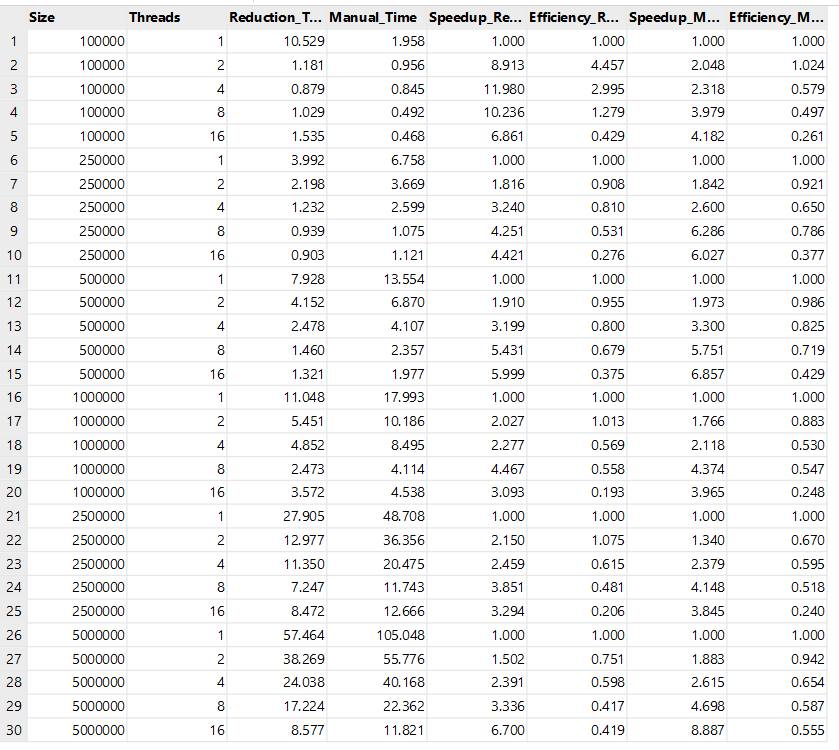 Size Threads Reduction_T... Manual_Time Speedup_Re... Efficiency_R... Speedup_M... Efficiency_M...
1 100000 1 10.529 1.958 1.000 1.000 1.000 1.000
2 100000 2 1.181 0.956 8.913 4.457 2.048 1.024
3 100000 4 0.879 0.845 11.980 2.995 2.318 0.579
4 100000 8 1.029 0.492 10.236 1.279 3.979 0.497
5 100000 16 1.535 0.468 6.861 0.429 4.182 0.261
6 250000 1 3.992 6.758 1.000 1.000 1.000 1.000
7 250000 2 2.198 3.669 1.816 0.908 1.842 0.921
8 250000 4 1.232 2.599 3.240 0.810 2.600 0.650
9 250000 8 0.939 1.075 4.251 0.531 6.286 0.786
10 250000 16 0.903 1.121 4.421 0.276 6.027 0.377
11 500000 1 7.928 13.554 1.000 1.000 1.000 1.000
12 500000 2 4.152 6.870 1.910 0.955 1.973 0.986
13 500000 4 2.478 4.107 3.199 0.800 3.300 0.825
14 500000 8 1.460 2.357 5.431 0.679 5.751 0.719
15 500000 16 1.321 1.977 5.999 0.375 6.857 0.429
16 1000000 1 11.048 17.993 1.000 1.000 1.000 1.000
17 1000000 2 5.451 10.186 2.027 1.013 1.766 0.883
18 1000000 4 4.852 8.495 2.277 0.569 2.118 0.530
19 1000000 8 2.473 4.114 4.467 0.558 4.374 0.547
20 1000000 16 3.572 4.538 3.093 0.193 3.965 0.248
21 2500000 1 27.905 48.708 1.000 1.000 1.000 1.000
22 2500000 2 12.977 36.356 2.150 1.075 1.340 0.670
23 2500000 4 11.350 20.475 2.459 0.615 2.379 0.595
24 2500000 8 7.247 11.743 3.851 0.481 4.148 0.518
25 2500000 16 8.472 12.666 3.294 0.206 3.845 0.240
26 5000000 1 57.464 105.048 1.000 1.000 1.000 1.000
27 5000000 2 38.269 55.776 1.502 0.751 1.883 0.942
28 5000000 4 24.038 40.168 2.391 0.598 2.615 0.654
29 5000000 8 17.224 22.362 3.336 0.417 4.698 0.587
30 5000000 16 8.577 11.821 6.700 0.419 8.887 0.555